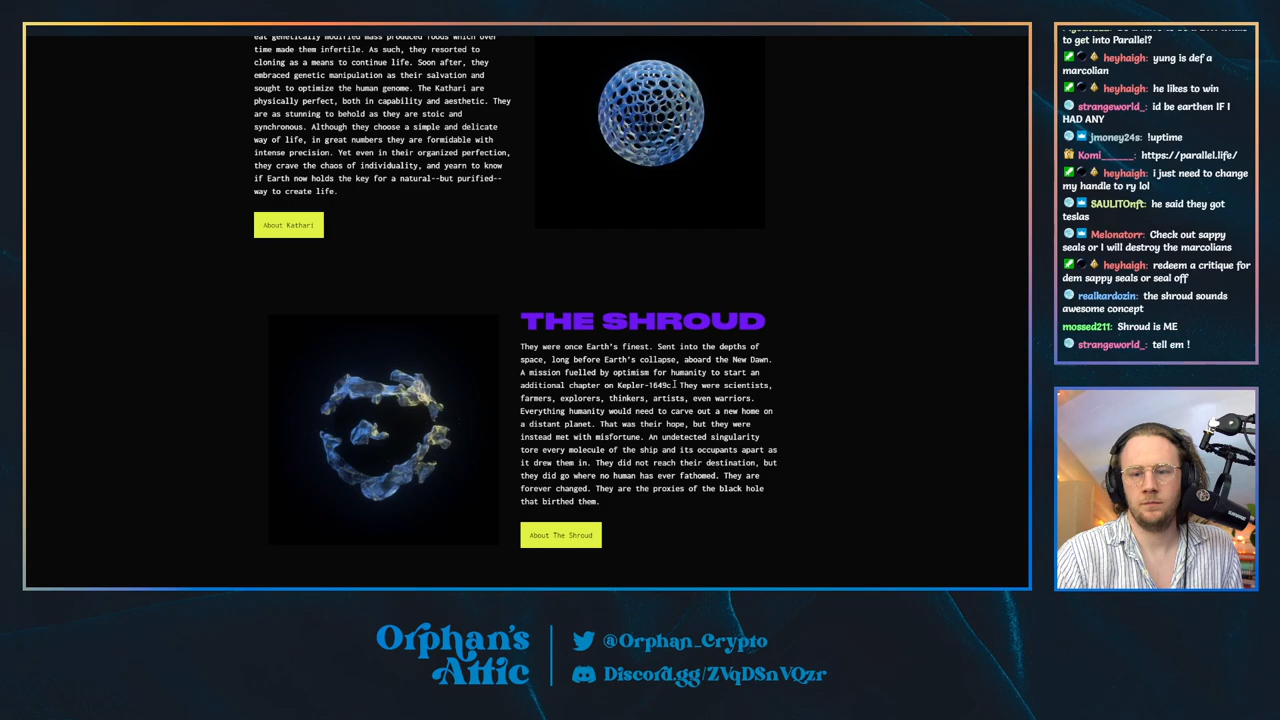 eat genetically modified mass produced foods which over
time made them infertile. As such, they resorted to
cloning as a means to continue life. Soon after, they
embraced genetic manipulation as their salvation and
sought to optimize the human genome. The Kathari are
physically perfect, both in capability and aesthetic. They
are as stunning to behold as they are stoic and
synchronous. Although they choose a simple and delicate
way of life, in great numbers they are formidable with
intense precision. Yet even in their organized perfection,
they crave the chaos of individuality, and yearn to know
if Earth now holds the key for a natural--but purified--
way to create life.
About Kathari
THE SHROUD
They were once Earth's finest. Sent into the depths of
space, long before Earth's collapse, aboard the New Dawn.
A mission fuelled by optimism for humanity to start an
additional chapter on Kepler-1649c. They were scientists,
farmers, explorers, thinkers, artists, even warriors.
Everything humanity would need to carve out a new home on
a distant planet. That was their hope, but they were
instead met with misfortune. An undetected singularity
tore every molecule of the ship and its occupants apart as
it drew them in. They did not reach their destination, but
they did go where no human has ever fathomed. They are
forever changed. They are the proxies of the black hole
that birthed them.
About The Shroud
to get into Parallel?
heyhaigh: yung is def a
marcolian
heyhaigh: he likes to win
strangeworld_: id be earthen IF I
HAD ANY
jmoney24s: !uptime
Komi______: https://parallel.life/
heyhaigh: i just need to change
my handle to ry lol
SAULITOnft: he said they got
teslas
Melonatorr: Check out sappy
seals or I will destroy the marcolians
heyhaigh: redeem a critique for
dem sappy seals or seal off
realkardozin: the shroud sounds
awesome concept
mossed211: Shroud is ME
strangeworld_: tell em !
Orphan's
Attic
@Orphan_Crypto
Discord.gg/ZVqDSnVQzr